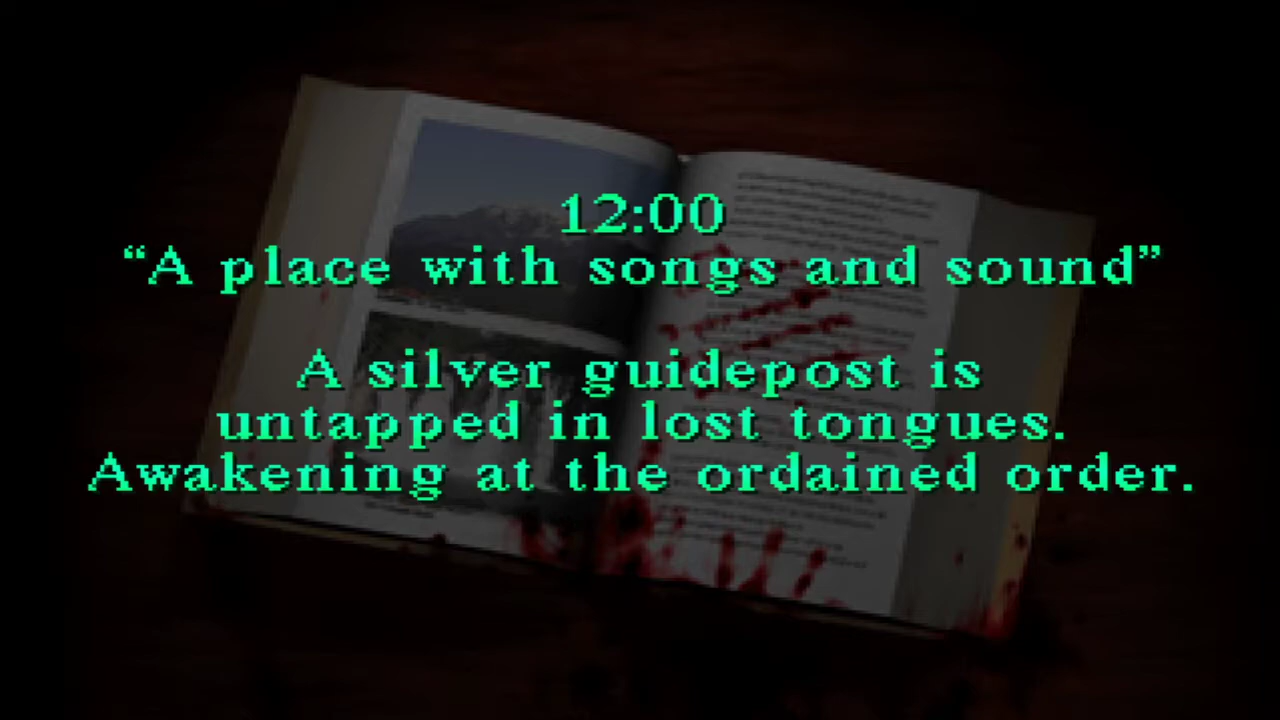 12:00
“A place with songs and sound”
A silver guidepost is
untapped in lost tongues.
Awakening at the ordained order.